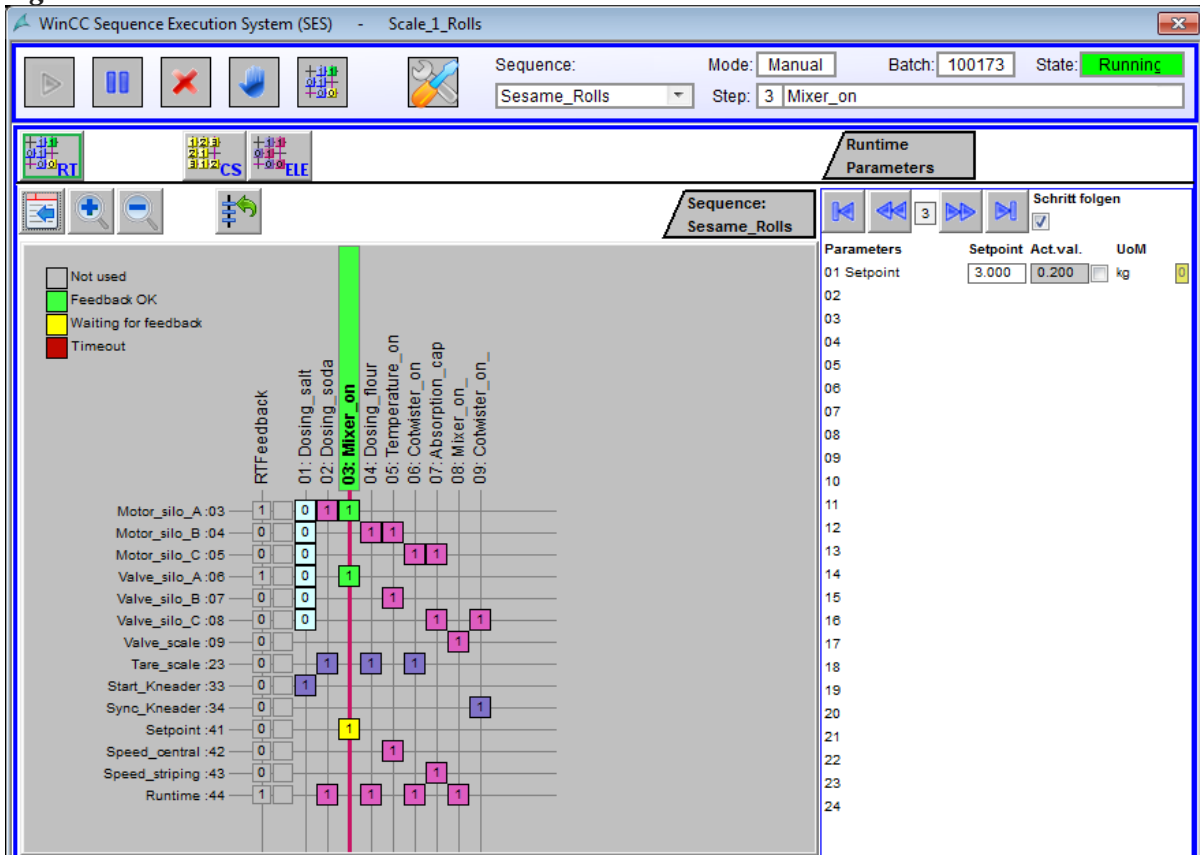 WinCC Sequence Execution System (SES) - Scale_1_Rolls
Sequence: Mode: Manual Batch: 100173 State: Running
Sesame_Rolls Step: 3 Mixer_on
RT CS ELE
Runtime
Parameters
Sequence:
Sesame_Rolls
3 Schritt folgen
Parameters Setpoint Act.val. UoM
01 Setpoint 3.000 0.200 kg 0
02
03
04
05
06
07
08
09
10
11
12
13
14
15
16
17
18
19
20
21
22
23
24
Not used
Feedback OK
Waiting for feedback
Timeout
RTFeedback
01: Dosing_salt
02: Dosing_soda
03: Mixer_on
04: Dosing_flour
05: Temperature_on
06: Cotwister_on
07: Absorption_cap
08: Mixer_on_
09: Cotwister_on_
Motor_silo_A :03 1 0 1 1
Motor_silo_B :04 0 0 1 1
Motor_silo_C :05 0 0 1 1
Valve_silo_A :06 1 0 1
Valve_silo_B :07 0 0 1
Valve_silo_C :08 0 0 1 1
Valve_scale :09 0 1
Tare_scale :23 0 1 1 1
Start_Kneader :33 0 1
Sync_Kneader :34 0 1
Setpoint :41 0 1
Speed_central :42 0 1
Speed_striping :43 0 1
Runtime :44 1 1 1 1 1